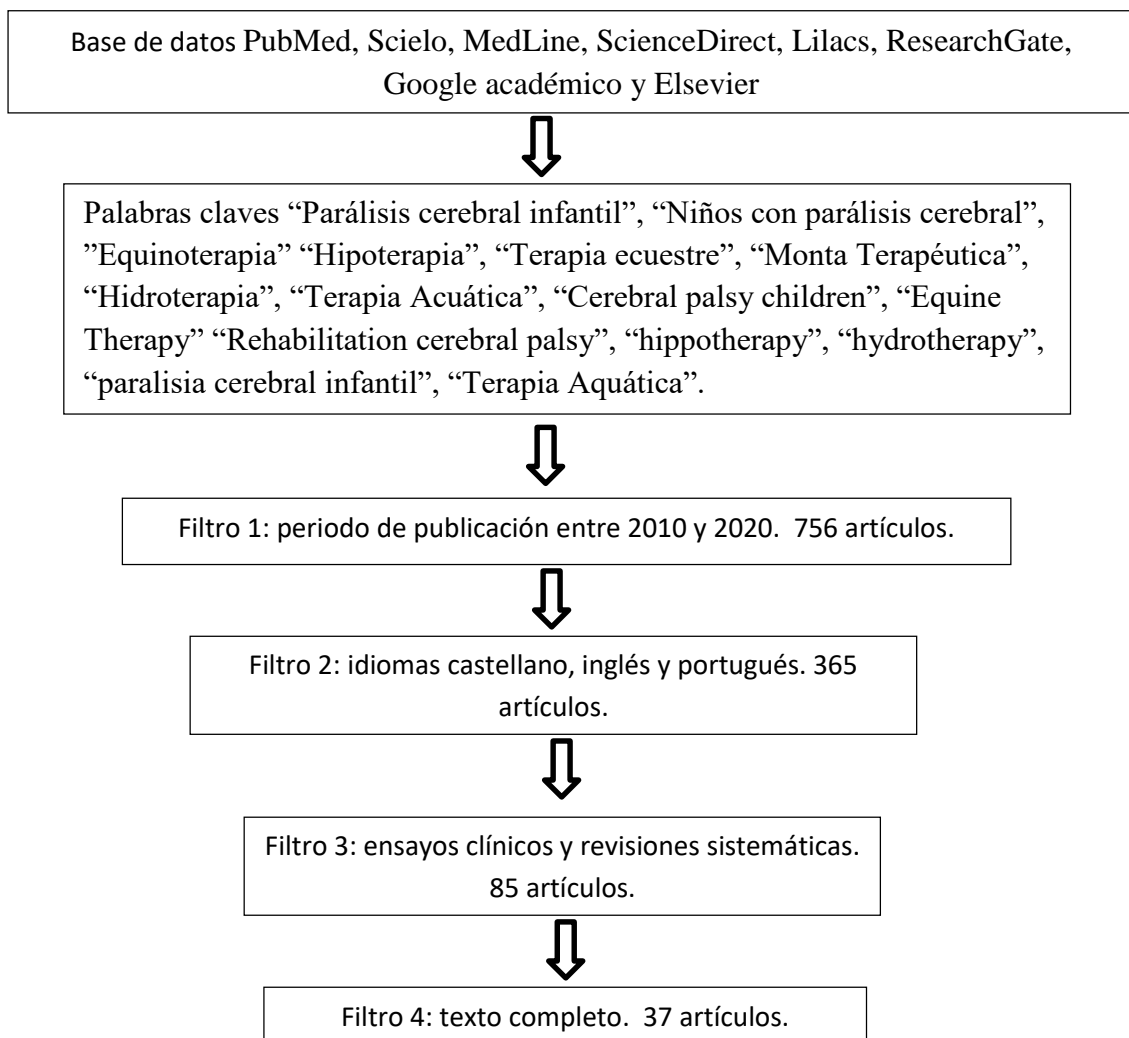 Base de datos PubMed, Scielo, MedLine, ScienceDirect, Lilacs, ResearchGate,
Google académico y Elsevier
Palabras claves “Parálisis cerebral infantil”, “Niños con parálisis cerebral”,
”Equinoterapia” “Hipoterapia”, “Terapia ecuestre”, “Monta Terapéutica”,
“Hidroterapia”, “Terapia Acuática”, “Cerebral palsy children”, “Equine
Therapy” “Rehabilitation cerebral palsy”, “hippotherapy”, “hydrotherapy”,
“paralisia cerebral infantil”, “Terapia Aquática”.
Filtro 1: periodo de publicación entre 2010 y 2020. 756 artículos.
Filtro 2: idiomas castellano, inglés y portugués. 365
artículos.
Filtro 3: ensayos clínicos y revisiones sistemáticas.
85 artículos.
Filtro 4: texto completo. 37 artículos.